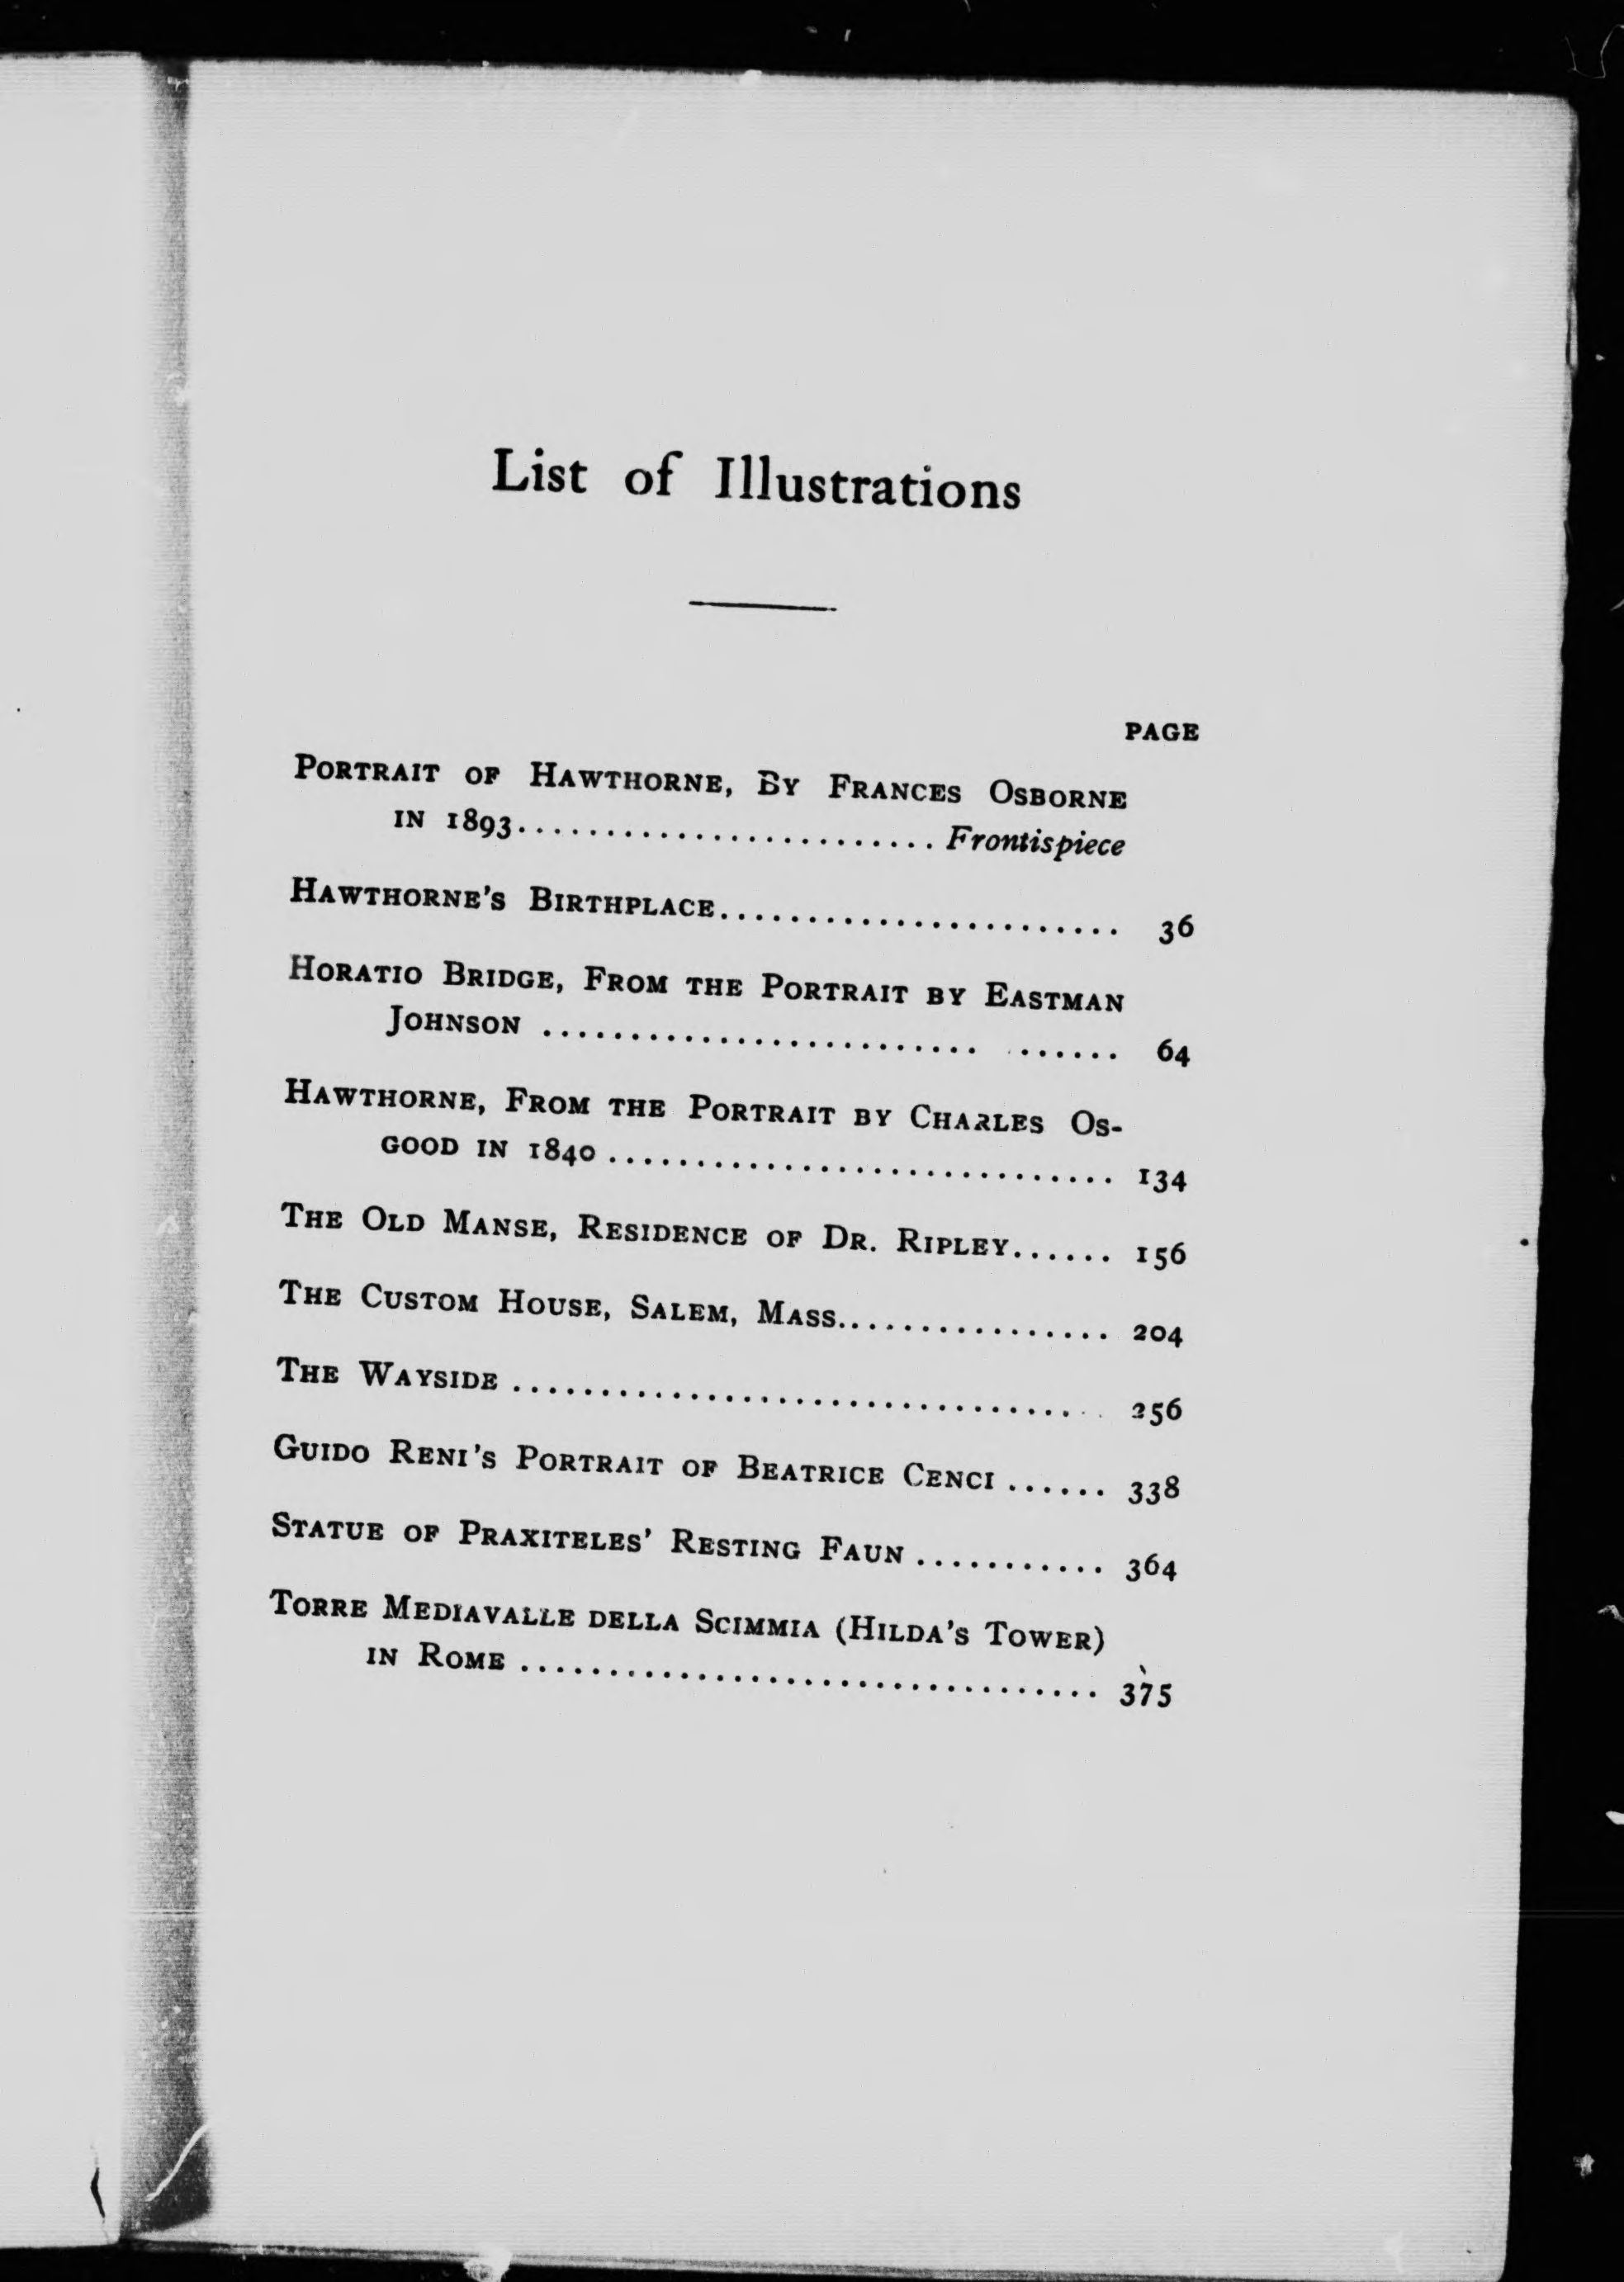 List of Illustrations
PAGE
Portrait of Hawthorne, By Frances Osborne
in 1893........................ Frontispiece
Hawthorne's Birthplace....................... 36
Horatio Bridge, From the Portrait by Eastman
Johnson ......................... ....... 64
Hawthorne, From the Portrait by Charles Os-
good in 1840 ............................. 134
The Old Manse, Residence of Dr. Ripley...... 156
The Custom House, Salem, Mass................ 204
The Wayside .................................. 256
Guido Reni's Portrait of Beatrice Cenci ...... 338
Statue of Praxiteles' Resting Faun ........... 364
Torre Mediavalle della Scimmia (Hilda's Tower)
in Rome ................................. 375